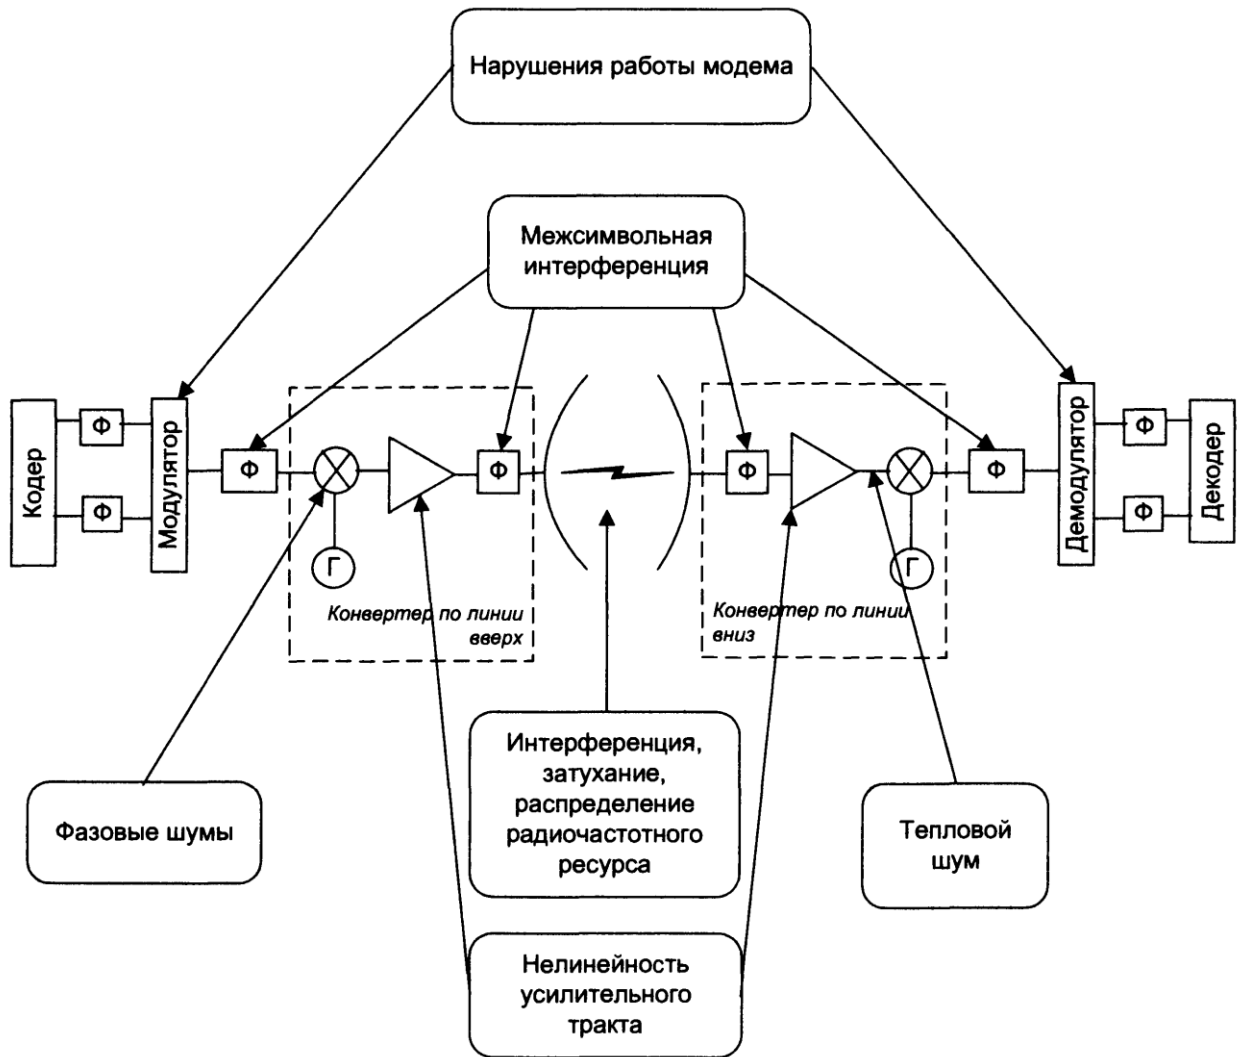 Нарушения работы модема
Межсимвольная
интерференция
Кодер
Ф
Ф
Модулятор
Ф
Г
Ф
Конвертер по линии
вверх
Ф
Г
Конвертер по линии
вниз
Ф
Демодулятор
Ф
Ф
Декодер
Фазовые шумы
Интерференция,
затухание,
распределение
радиочастотного
ресурса
Тепловой
шум
Нелинейность
усилительного
тракта